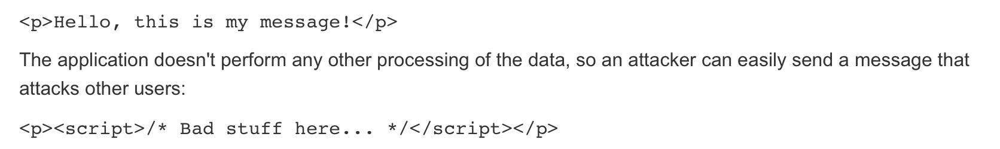 <p>Hello, this is my message!</p>
The application doesn't perform any other processing of the data, so an attacker can easily send a message that
attacks other users:
<p><script>/* Bad stuff here... */</script></p>